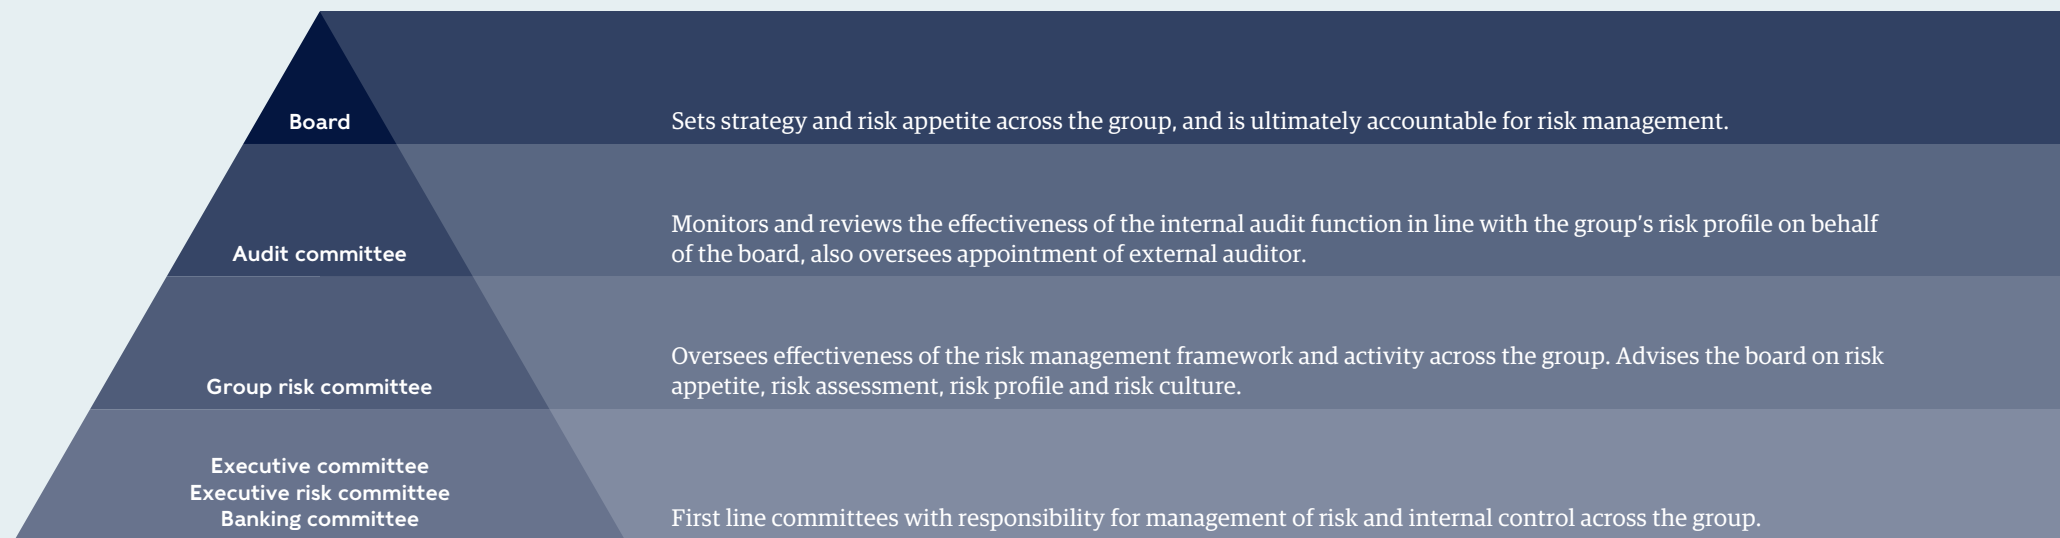 Board
Sets strategy and risk appetite across the group, and is ultimately accountable for risk management.
Audit committee
Monitors and reviews the effectiveness of the internal audit function in line with the group’s risk profile on behalf
of the board, also oversees appointment of external auditor.
Group risk committee
Oversees effectiveness of the risk management framework and activity across the group. Advises the board on risk
appetite, risk assessment, risk profile and risk culture.
Executive committee
Executive risk committee
Banking committee
First line committees with responsibility for management of risk and internal control across the group.